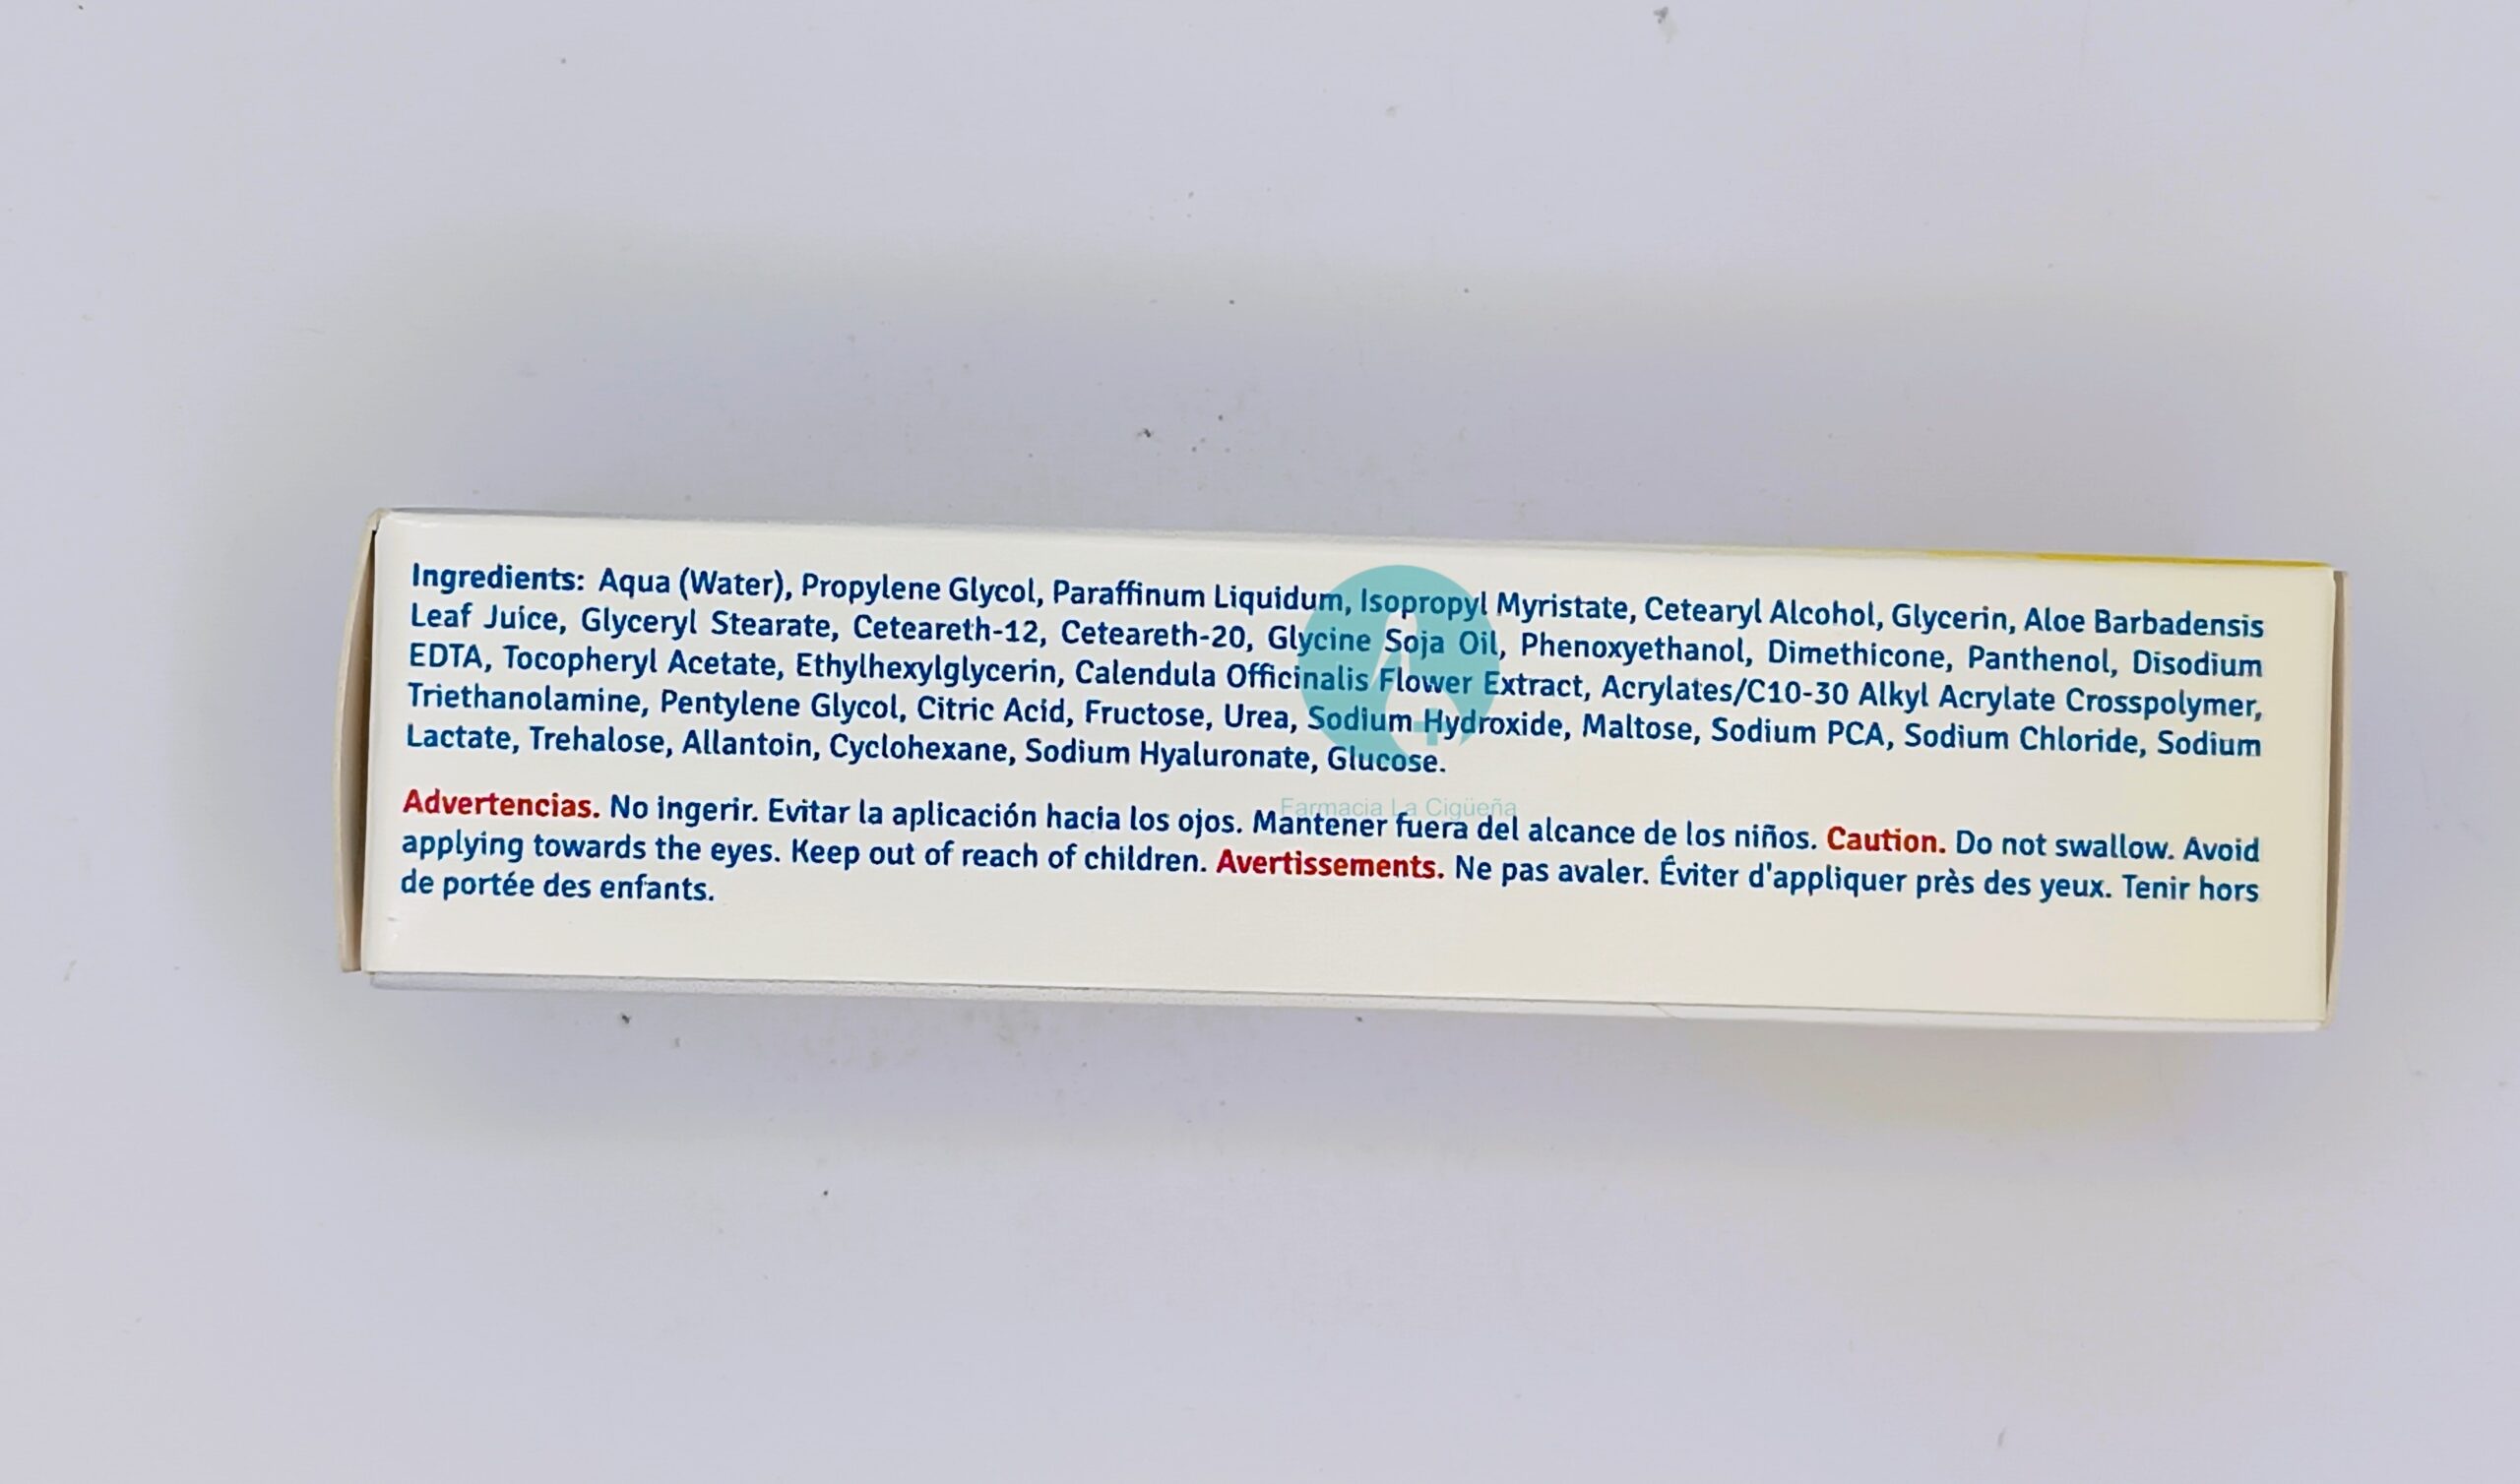 Ingredients: Aqua (Water), Propylene Glycol, Paraffinum Liquidum, Isopropyl Myristate, Cetearyl Alcohol, Glycerin, Aloe Barbadensis
Leaf Juice, Glyceryl Stearate, Ceteareth-12, Ceteareth-20, Glycine Soja Oil, Phenoxyethanol, Dimethicone, Panthenol, Disodium
EDTA, Tocopheryl Acetate, Ethylhexylglycerin, Calendula Officinalis Flower Extract, Acrylates/C10-30 Alkyl Acrylate Crosspolymer,
Triethanolamine, Pentylene Glycol, Citric Acid, Fructose, Urea, Sodium Hydroxide, Maltose, Sodium PCA, Sodium Chloride, Sodium
Lactate, Trehalose, Allantoin, Cyclohexane, Sodium Hyaluronate, Glucose.
Farmacia La Cigüeña
Advertencias. No ingerir. Evitar la aplicación hacia los ojos. Mantener fuera del alcance de los niños. Caution. Do not swallow. Avoid
applying towards the eyes. Keep out of reach of children. Avertissements. Ne pas avaler. Éviter d'appliquer près des yeux. Tenir hors
de portée des enfants.